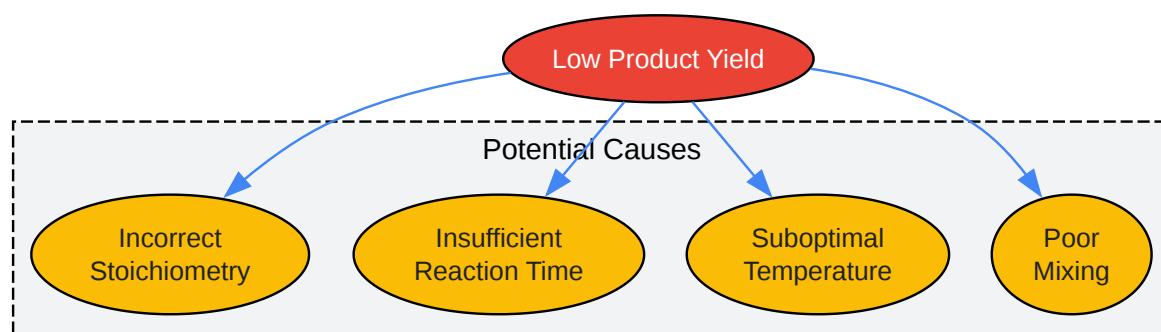 Low Product Yield
Potential Causes
Incorrect
Stoichiometry
Insufficient
Reaction Time
Suboptimal
Temperature
Poor
Mixing